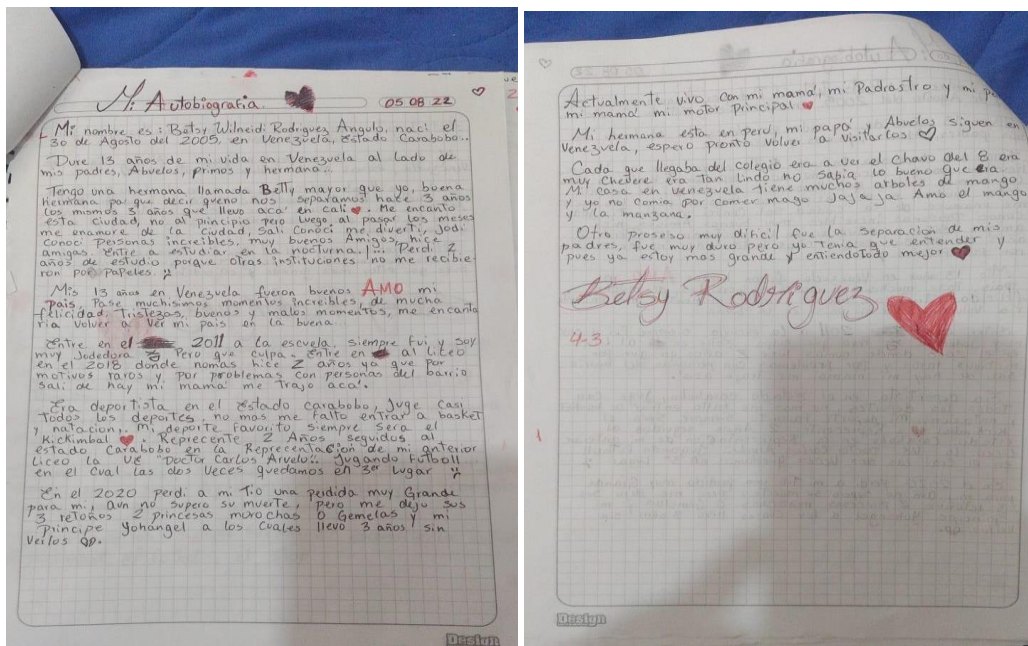 Mi Autobiografia
05 08 22
Mi nombre es: Betsy Wilneidi Rodriguez Angulo, naci el
30 de Agosto del 2005, en Venezuela, Estado Carabobo...
Dure 13 años de mi vida en Venezuela al Lado de
mis padres, Abuelos, primos y hermana...
Tengo una hermana llamada Betty mayor que yo, buena
hermana pa que decir que no nos separamos hace 3 años
los mismos 3 años que llevo acá en Cali. Me encanto
esta Ciudad, no al principio pero luego al pasar los meses
me enamore de la Ciudad, Sali Conoci me diverti, jodi
Conoci personas increibles, muy buenos Amigos, hice
amigas. Entre a estudiar en la nocturna. Perdi 2
años de estudio porque otras instituciones no me recibie
ron por Papeles.
Mis 13 años en Venezuela fueron buenos AMO mi
pais, Pase muchisimos momentos increibles, de mucha
felicidad, Tristezas, buenos y malos momentos, me encanta
ria volver a ver mi pais en la buena
Entre en el 2011 a la escuela, siempre fui y soy
muy Jodedora Pero que culpa. Entre en al Liceo
en el 2018 donde nomas hice 2 años ya que por
motivos raros y por problemas con personas del barrio
Sali de hay mi mamá me trajo acá.
Era deportista en el Estado carabobo, Juge Casi
Todos los deportes, no mas me falto entrar a basket
y natacion,. Mi deporte favorito siempre sera el
Kickimbal. Reprecente 2 Años seguidos al
estado Carabobo en la Reprecentación de mi anterior
Liceo la UE "Doctor Carlos Arvelo". Jugando Futboll
en el Cual las dos Veces quedamos en 3er Lugar
En el 2020 perdi a mi Tio una perdida muy Grande
para mi, aun no supero su muerte, pero me dejo sus
3 retoños 2 princesas morochas O Gemelas y mi
Principe Yohangel a los Cuales llevo 3 años sin
Verlos.
Design
Actualmente vivo con mi mamá, mi Padrastro y mi
mi mamá mi motor Principal
Mi hermana esta en perú, mi papá y Abuelos siguen en
Venezuela, espero pronto Volver a visitarlos
Cada que llegaba del colegio era a ver el Chavo del 8 era
muy Chevere era Tan Lindo no Sabia lo bueno que era
Mi Casa en venezuela Tiene muchos arboles de mango
y yo no Comia por comer mago Jajaja Amo el mango
y la manzana.
Otro proseso muy dificil fue la separacion de mis
padres, fue muy duro pero yo Tenia que entender y
pues ya estoy mas grande y entiendo Todo mejor
Betsy Rodriguez
4-3
Design